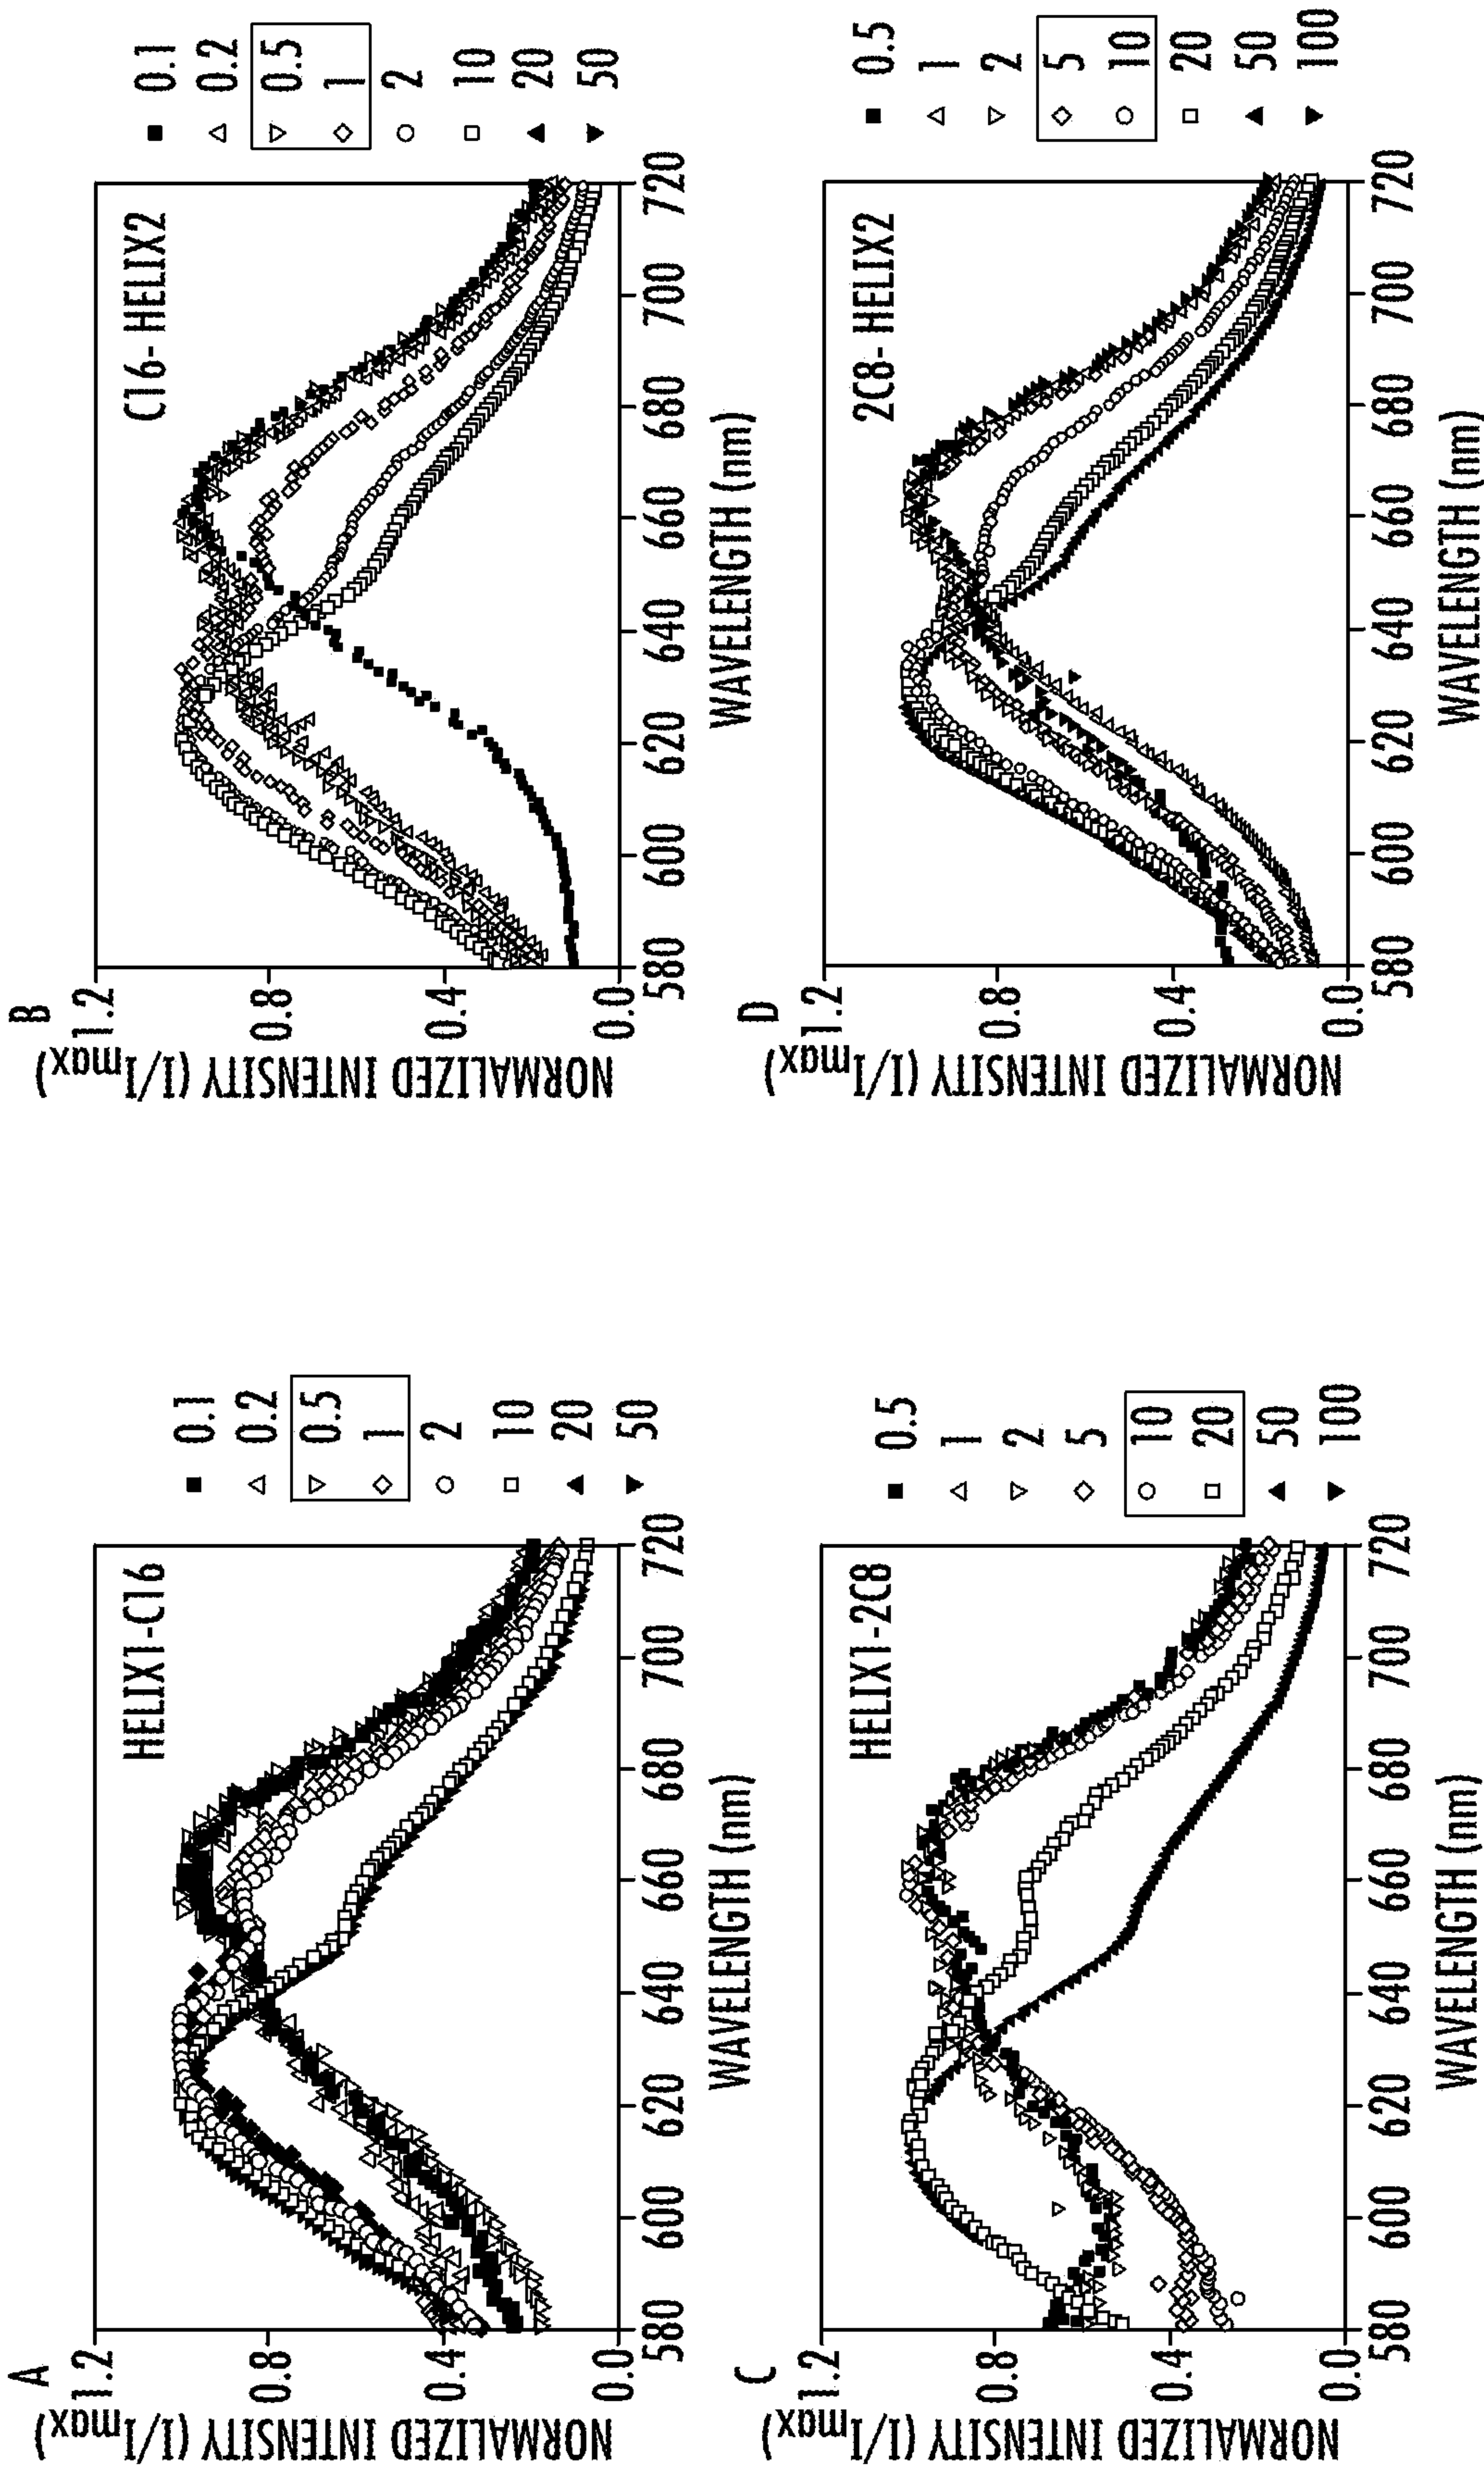 A
HELIX1-C16
NORMALIZED INTENSITY (I/Imax)
1.2
0.8
0.4
0.0
580 600 620 640 660 680 700 720
WAVELENGTH (nm)
0.1
0.2
0.5
1
2
10
20
50
B
C16- HELIX2
NORMALIZED INTENSITY (I/Imax)
1.2
0.8
0.4
0.0
580 600 620 640 660 680 700 720
WAVELENGTH (nm)
0.1
0.2
0.5
1
2
10
20
50
C
HELIX1-2C8
NORMALIZED INTENSITY (I/Imax)
1.2
0.8
0.4
0.0
580 600 620 640 660 680 700 720
WAVELENGTH (nm)
0.5
1
2
5
10
20
50
100
D
2C8- HELIX2
NORMALIZED INTENSITY (I/Imax)
1.2
0.8
0.4
0.0
580 600 620 640 660 680 700 720
WAVELENGTH (nm)
0.5
1
2
5
10
20
50
100